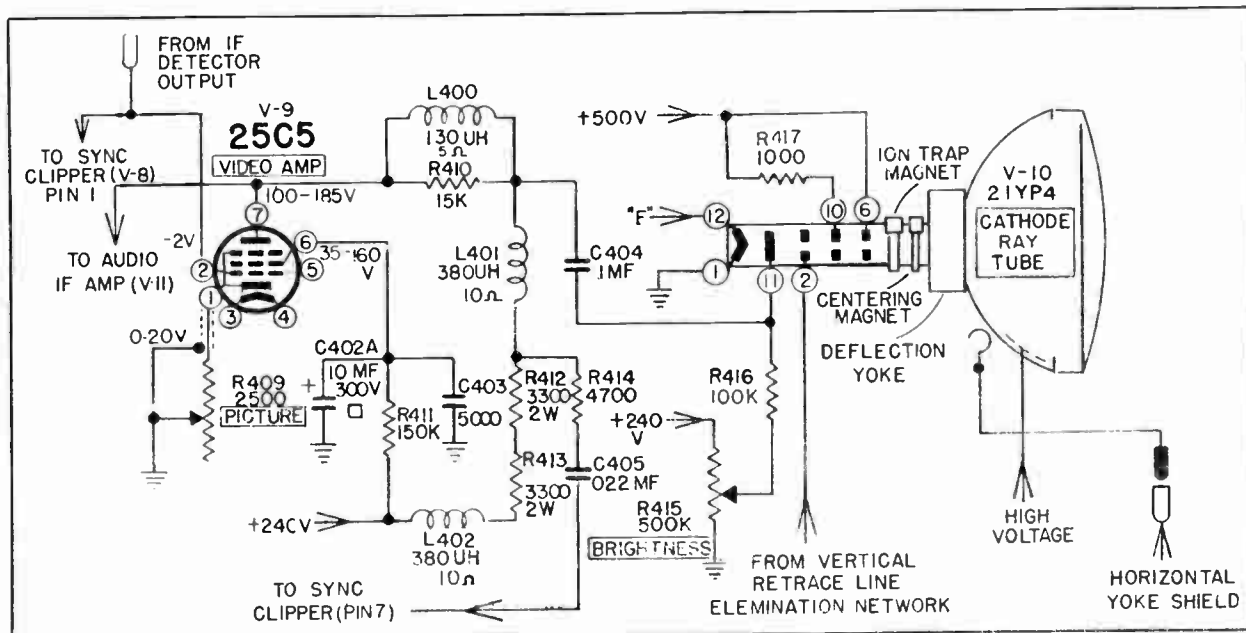 FROM IF
DETECTOR
OUTPUT
TO SYNC
CLIPPER (V-8)
PIN 1
V-9
25C5
VIDEO AMP
100-185V
7
TO AUDIO
IF AMP (V-11)
-2V
2
6
35-160
V
5
1
3
4
0-20V
R409
2500
PICTURE
C402A
10 MF
300V
+
R411
150K
C403
5000
+240V
L402
380UH
10Ω
TO SYNC
CLIPPER (PIN 7)
L400
130 UH
5Ω
R410
15K
L401
380UH
10Ω
R412
3300
2W
R413
3300
2W
R414
4700
C405
.022 MF
C404
.1MF
+500V
R417
1000
"F"
12
1
11
10
6
2
ION TRAP
MAGNET
CENTERING
MAGNET
DEFLECTION
YOKE
V-10
21YP4
CATHODE
RAY
TUBE
R416
100K
+240
V
R415
500K
BRIGHTNESS
FROM VERTICAL
RETRACE LINE
ELEMINATION NETWORK
HIGH
VOLTAGE
HORIZONTAL
YOKE SHIELD